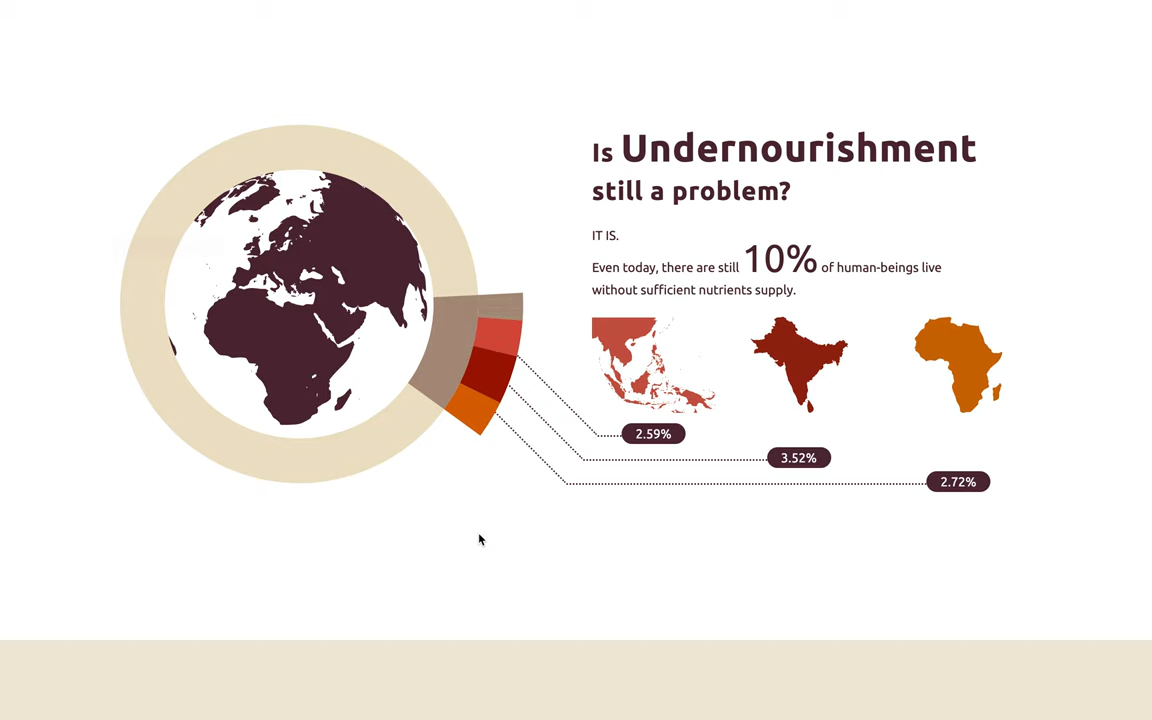 Is Undernourishment
still a problem?
IT IS.
Even today, there are still 10% of human-beings live
without sufficient nutrients supply.
2.59%
3.52%
2.72%